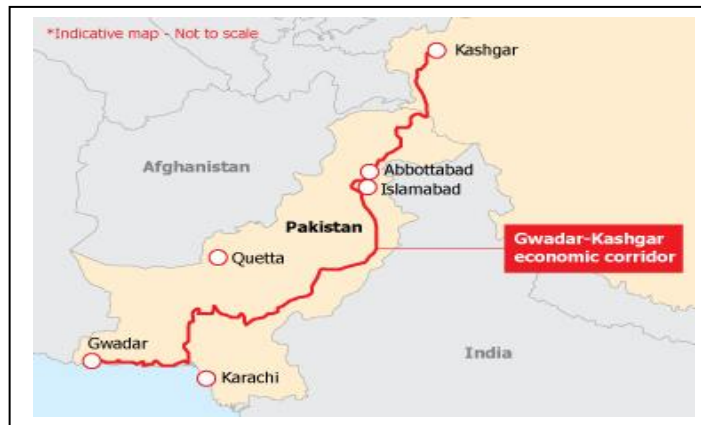 *Indicative map - Not to scale
Kashgar
Afghanistan
Abbottabad
Islamabad
Pakistan
Gwadar-Kashgar
economic corridor
Quetta
Gwadar
India
Karachi